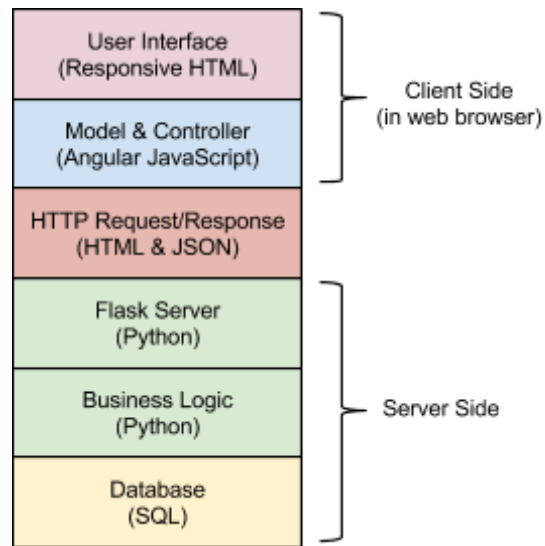 User Interface
(Responsive HTML)
Client Side
(in web browser)
Model & Controller
(Angular JavaScript)
HTTP Request/Response
(HTML & JSON)
Flask Server
(Python)
Business Logic
(Python)
Server Side
Database
(SQL)